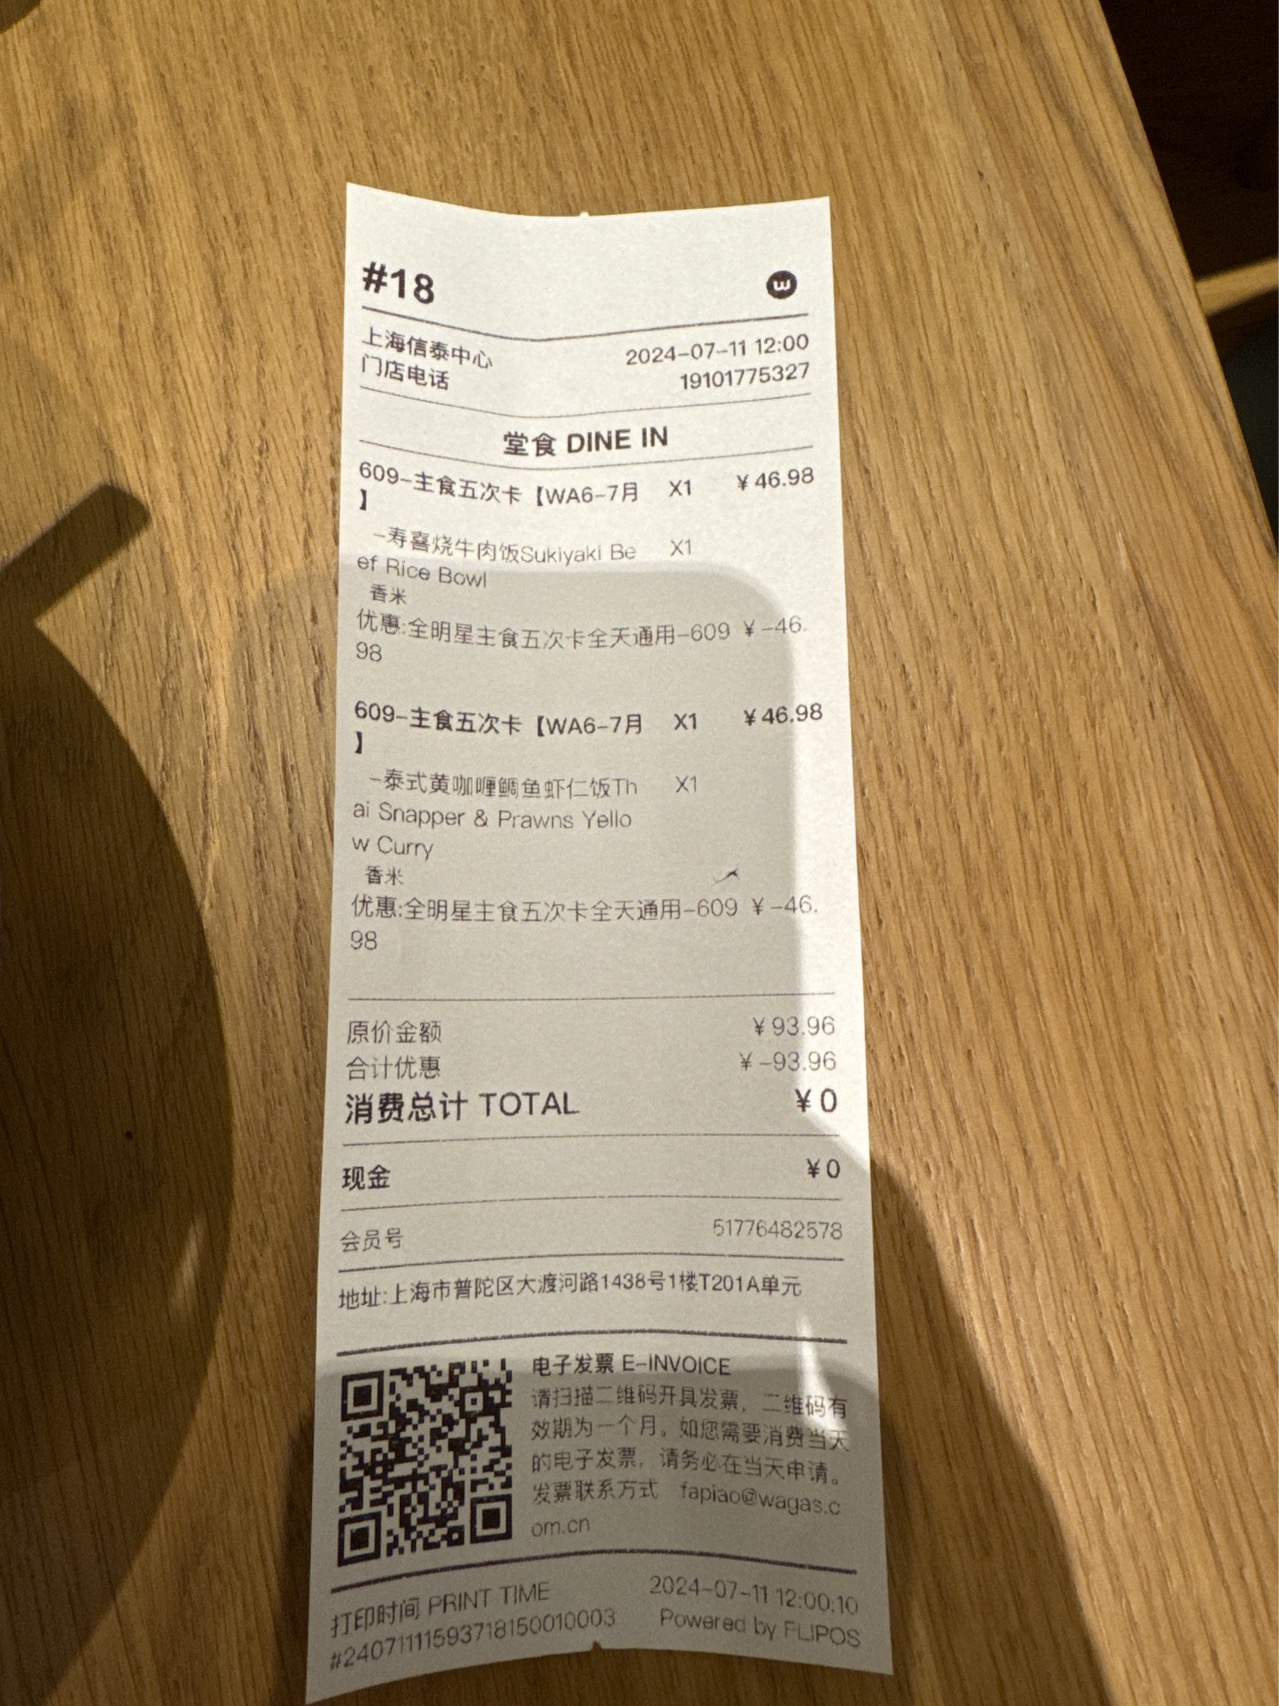 #18
上海信泰中心 2024-07-11 12:00
门店电话 19101775327
堂食 DINE IN
609-主食五次卡【WA6-7月 X1 ¥46.98
】
-寿喜烧牛肉饭Sukiyaki Be X1
ef Rice Bowl
香米
优惠:全明星主食五次卡全天通用-609 ¥-46.
98
609-主食五次卡【WA6-7月 X1 ¥46.98
】
-泰式黄咖喱鲷鱼虾仁饭Th X1
ai Snapper & Prawns Yello
w Curry
香米
优惠:全明星主食五次卡全天通用-609 ¥-46.
98
原价金额 ¥93.96
合计优惠 ¥-93.96
消费总计 TOTAL ¥0
现金 ¥0
会员号 51776482578
地址:上海市普陀区大渡河路1438号1楼T201A单元
电子发票 E-INVOICE
请扫描二维码开具发票，二维码有
效期为一个月。如您需要消费当天
的电子发票，请务必在当天申请。
发票联系方式 fapiao@wagas.c
om.cn
打印时间 PRINT TIME 2024-07-11 12:00:10
#24071111593718150010003 Powered by FLIPOS